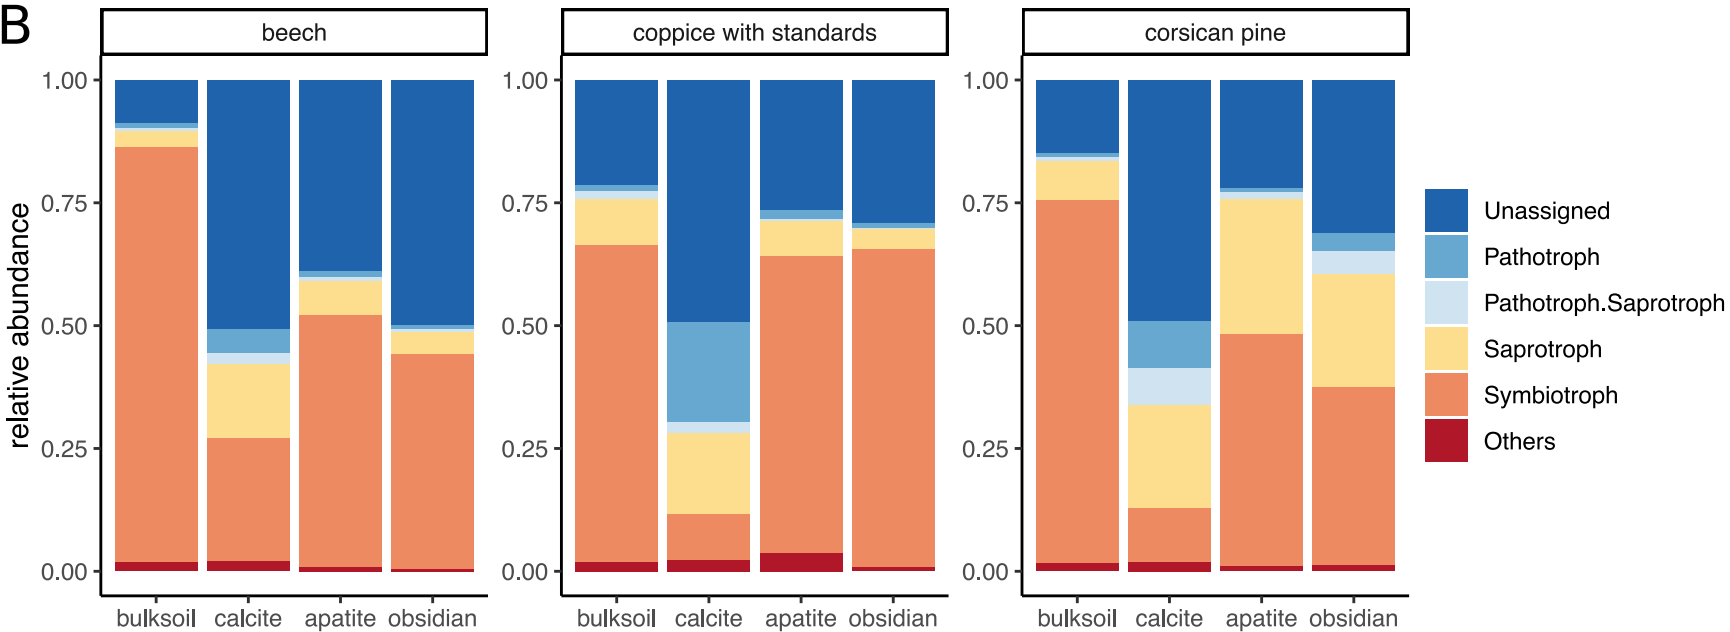 B
beech
coppice with standards
corsican pine
relative abundance
1.00
0.75
0.50
0.25
0.00
bulksoil calcite apatite obsidian
1.00
0.75
0.50
0.25
0.00
bulksoil calcite apatite obsidian
1.00
0.75
0.50
0.25
0.00
bulksoil calcite apatite obsidian
Unassigned
Pathotroph
Pathotroph.Saprotroph
Saprotroph
Symbiotroph
Others